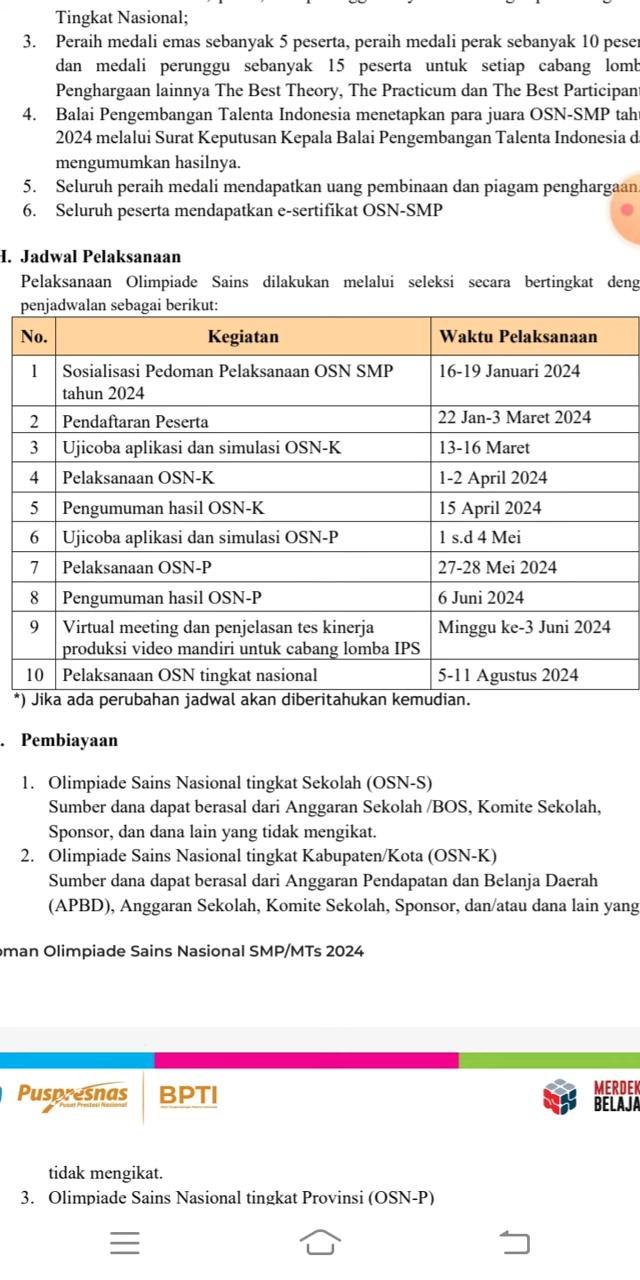 Tingkat Nasional;
3. Peraih medali emas sebanyak 5 peserta, peraih medali perak sebanyak 10 peser
dan medali perunggu sebanyak 15 peserta untuk setiap cabang lomb
Penghargaan lainnya The Best Theory, The Practicum dan The Best Participan
4. Balai Pengembangan Talenta Indonesia menetapkan para juara OSN-SMP tah
2024 melalui Surat Keputusan Kepala Balai Pengembangan Talenta Indonesia d
mengumumkan hasilnya.
5. Seluruh peraih medali mendapatkan uang pembinaan dan piagam penghargaan.
6. Seluruh peserta mendapatkan e-sertifikat OSN-SMP
H. Jadwal Pelaksanaan
Pelaksanaan Olimpiade Sains dilakukan melalui seleksi secara bertingkat deng
penjadwalan sebagai berikut:
No. Kegiatan Waktu Pelaksanaan
1 Sosialisasi Pedoman Pelaksanaan OSN SMP 16-19 Januari 2024
tahun 2024
2 Pendaftaran Peserta 22 Jan-3 Maret 2024
3 Ujicoba aplikasi dan simulasi OSN-K 13-16 Maret
4 Pelaksanaan OSN-K 1-2 April 2024
5 Pengumuman hasil OSN-K 15 April 2024
6 Ujicoba aplikasi dan simulasi OSN-P 1 s.d 4 Mei
7 Pelaksanaan OSN-P 27-28 Mei 2024
8 Pengumuman hasil OSN-P 6 Juni 2024
9 Virtual meeting dan penjelasan tes kinerja Minggu ke-3 Juni 2024
produksi video mandiri untuk cabang lomba IPS
10 Pelaksanaan OSN tingkat nasional 5-11 Agustus 2024
*) Jika ada perubahan jadwal akan diberitahukan kemudian.
. Pembiayaan
1. Olimpiade Sains Nasional tingkat Sekolah (OSN-S)
Sumber dana dapat berasal dari Anggaran Sekolah /BOS, Komite Sekolah,
Sponsor, dan dana lain yang tidak mengikat.
2. Olimpiade Sains Nasional tingkat Kabupaten/Kota (OSN-K)
Sumber dana dapat berasal dari Anggaran Pendapatan dan Belanja Daerah
(APBD), Anggaran Sekolah, Komite Sekolah, Sponsor, dan/atau dana lain yang
oman Olimpiade Sains Nasional SMP/MTs 2024
Puspresnas
Pusat Prestasi Nasional
BPTI
MERDEK
BELAJA
tidak mengikat.
3. Olimpiade Sains Nasional tingkat Provinsi (OSN-P)